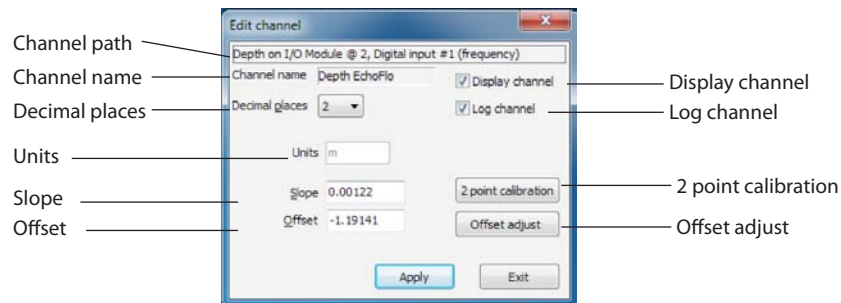 Edit channel
Channel path
Depth on I/O Module @ 2, Digital input #1 (frequency)
Channel name
Channel name Depth EchoFlo
Display channel
Display channel
Decimal places
Decimal places 2
Log channel
Log channel
Units
Units m
Slope
Slope 0.00122
2 point calibration
2 point calibration
Offset
Offset -1.19141
Offset adjust
Offset adjust
Apply
Exit